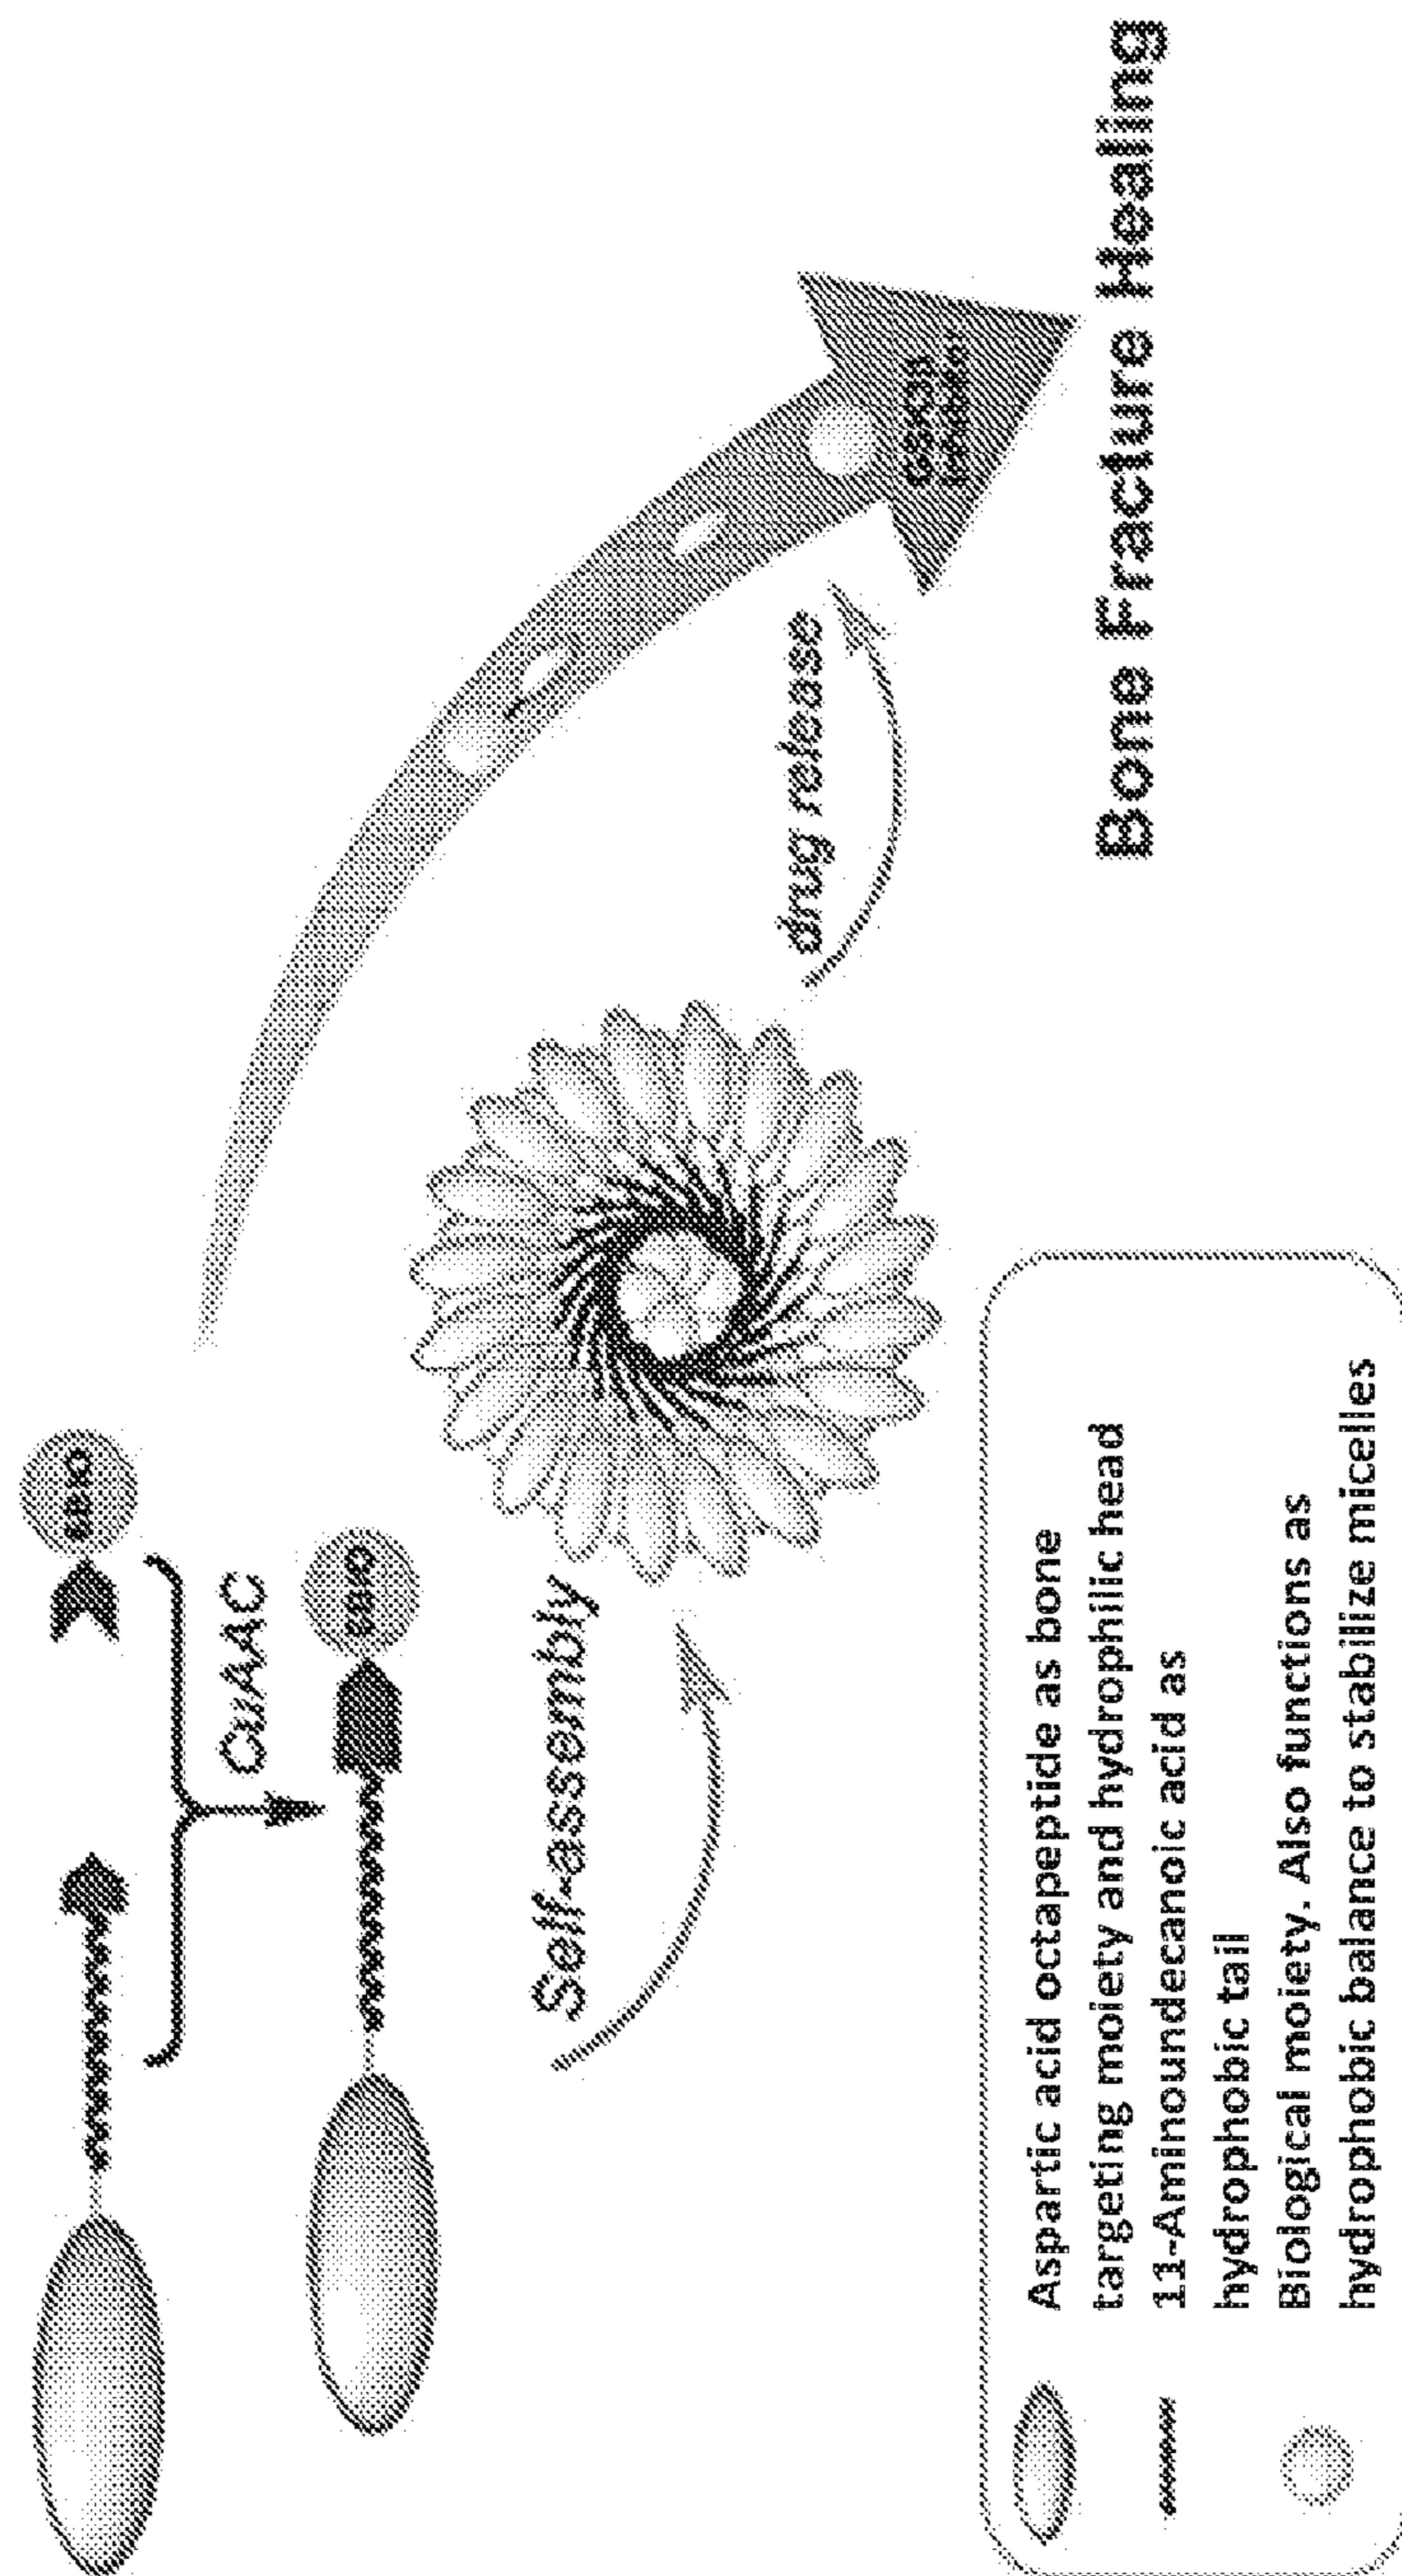 CuAAC
Self-assembly
drug release
Bone Fracture Healing
Aspartic acid octapeptide as bone
targeting moiety and hydrophilic head
11-Aminoundecanoic acid as
hydrophobic tail
Biological moiety. Also functions as
hydrophobic balance to stabilize micelles